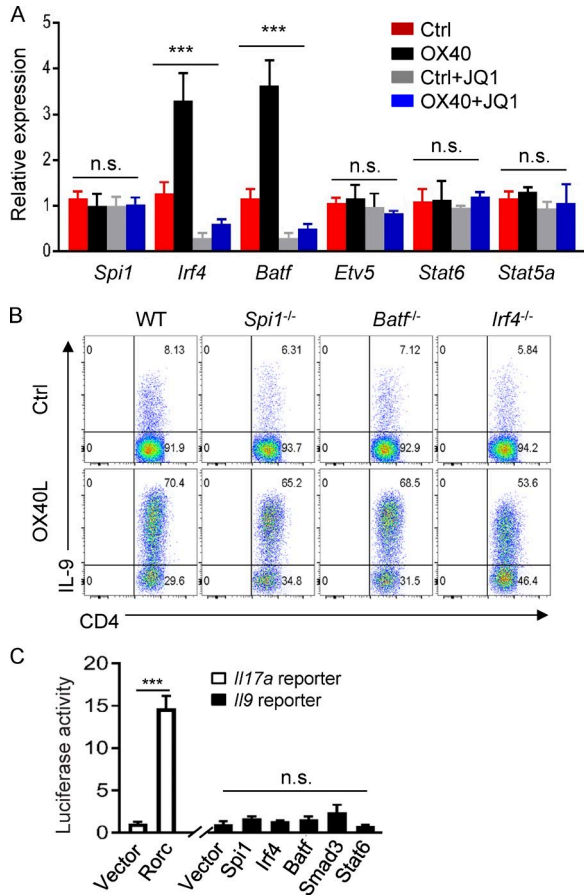 A
Relative expression
5
4
3
2
1
0
Ctrl
OX40
Ctrl+JQ1
OX40+JQ1
n.s.
***
***
n.s.
n.s.
n.s.
Spi1 Irf4 Batf Etv5 Stat6 Stat5a
B
WT Spi1-/- Batf-/- Irf4-/-
Ctrl
0 8.13 0 6.31 0 7.12 0 5.84
0 91.9 0 93.7 0 92.9 0 94.2
OX40L
0 70.4 0 65.2 0 68.5 0 53.6
0 29.6 0 34.8 0 31.5 0 46.4
IL-9
CD4
C
Luciferase activity
20
15
10
5
0
***
Il17a reporter
Il9 reporter
n.s.
Vector Rorc Vector Spi1 Irf4 Batf Smad3 Stat6